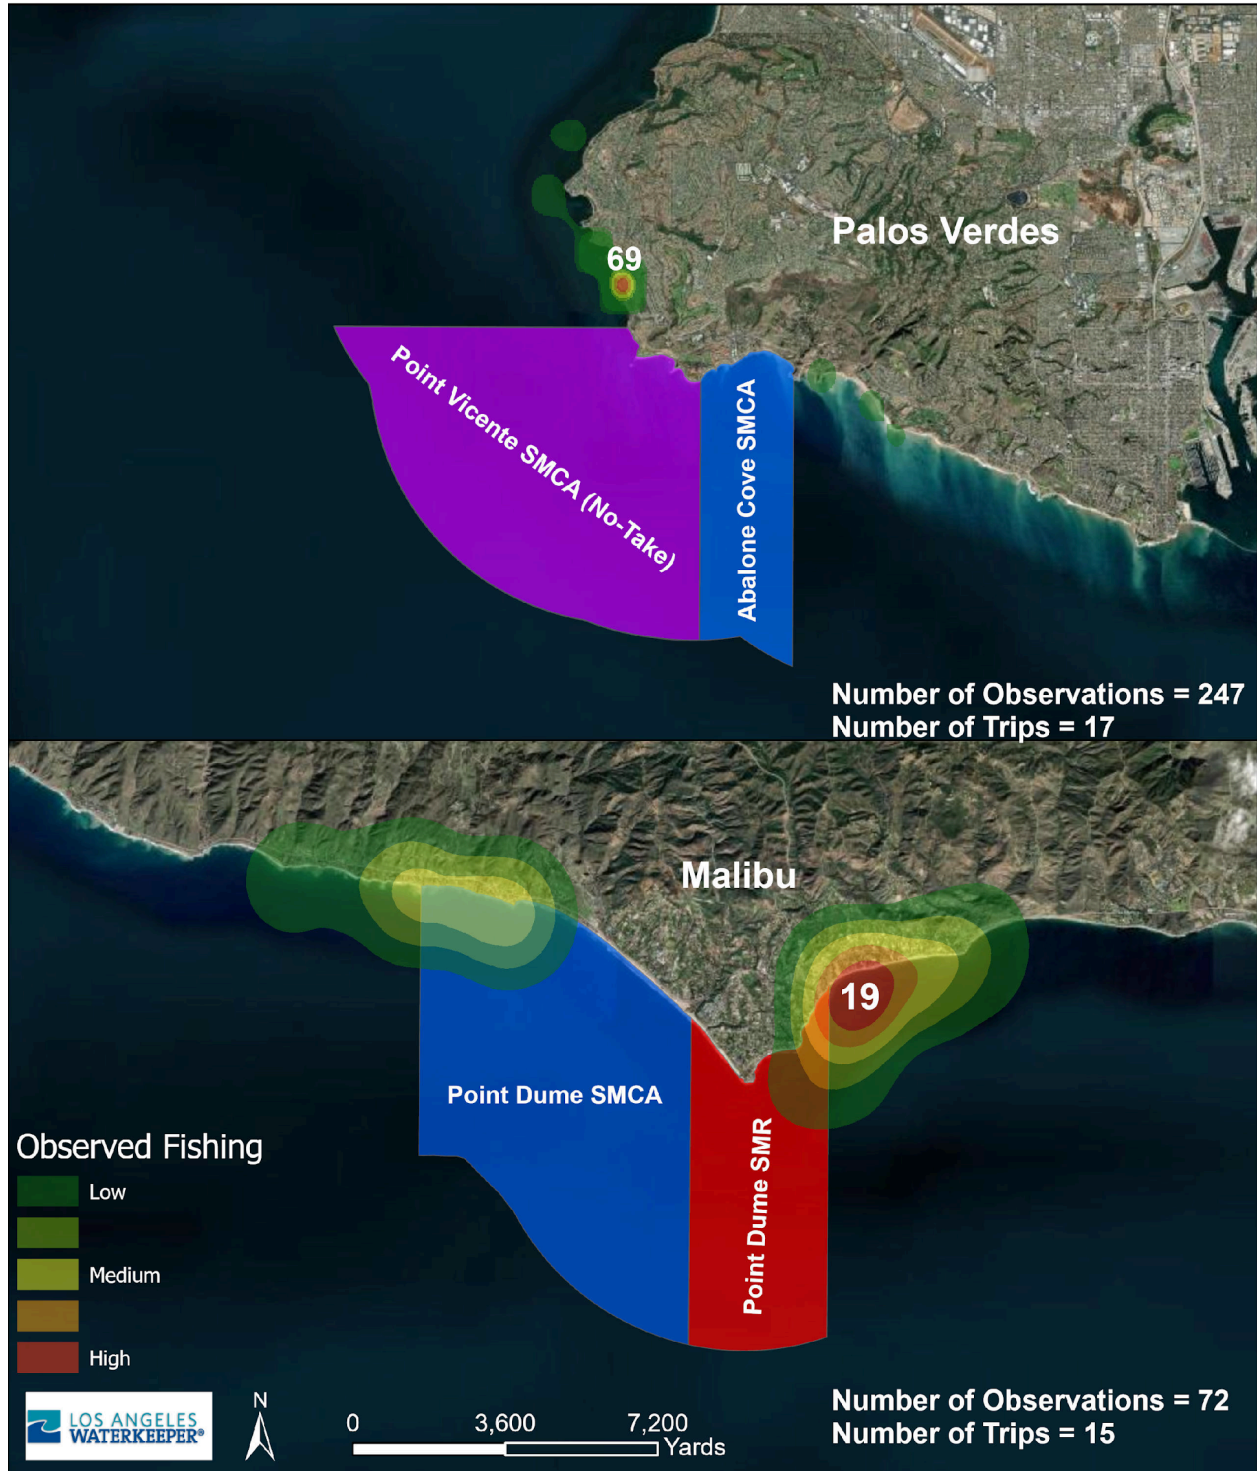 Palos Verdes
69
Point Vicente SMCA (No-Take)
Abalone Cove SMCA
Number of Observations = 247
Number of Trips = 17
Malibu
19
Point Dume SMCA
Point Dume SMR
Observed Fishing
Low
Medium
High
LOS ANGELES
WATERKEEPER®
N
0 3,600 7,200
Yards
Number of Observations = 72
Number of Trips = 15